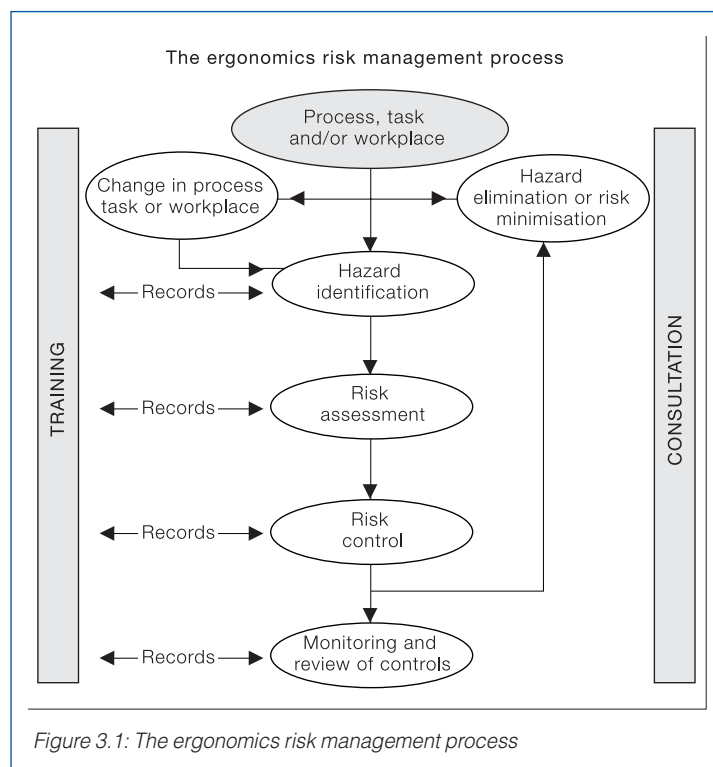 The ergonomics risk management process
Process, task
and/or workplace
Change in process
task or workplace
Hazard
elimination or risk
minimisation
Hazard
identification
Records
TRAINING
CONSULTATION
Risk
assessment
Records
Risk
control
Records
Monitoring and
review of controls
Records
Figure 3.1: The ergonomics risk management process